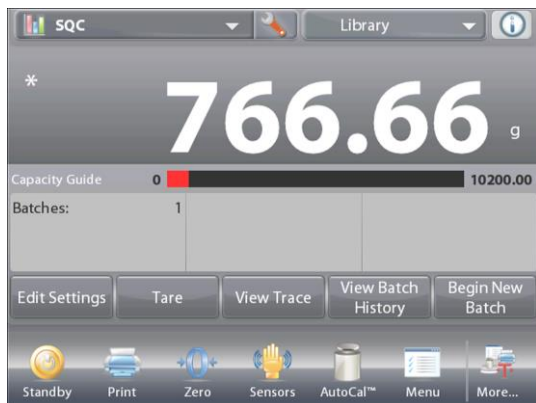 SQC Library
*
766.66 g
Capacity Guide 0 10200.00
Batches: 1
Edit Settings Tare View Trace View Batch History Begin New Batch
Standby Print Zero Sensors AutoCal™ Menu More...